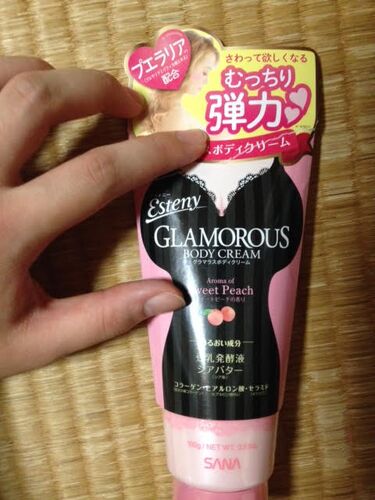 プエラリア
配合
さわって欲しくなる
むっちり
弾力
ボディクリーム
Esteny
GLAMOROUS
BODY CREAM
グラマラスボディクリーム
Aroma of
Sweet Peach
スイートピーチの香り
うるおい成分
豆乳発酵液
シアバター
コラーゲン・ヒアルロン酸・セラミド
100g / NET WT.
SANA